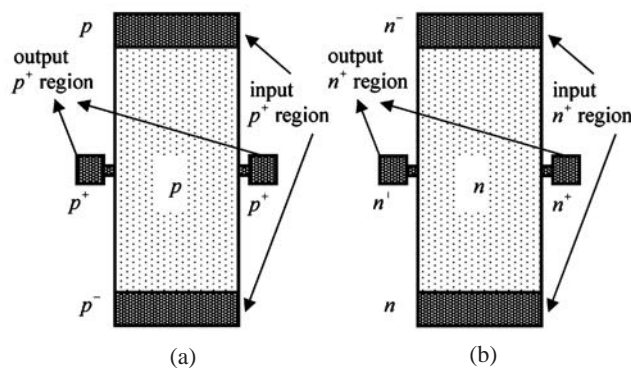 p
output
p+ region
input
p+ region
p+
p
p+
p-
(a)
n-
output
n+ region
input
n+ region
n'
n
n+
n
(b)